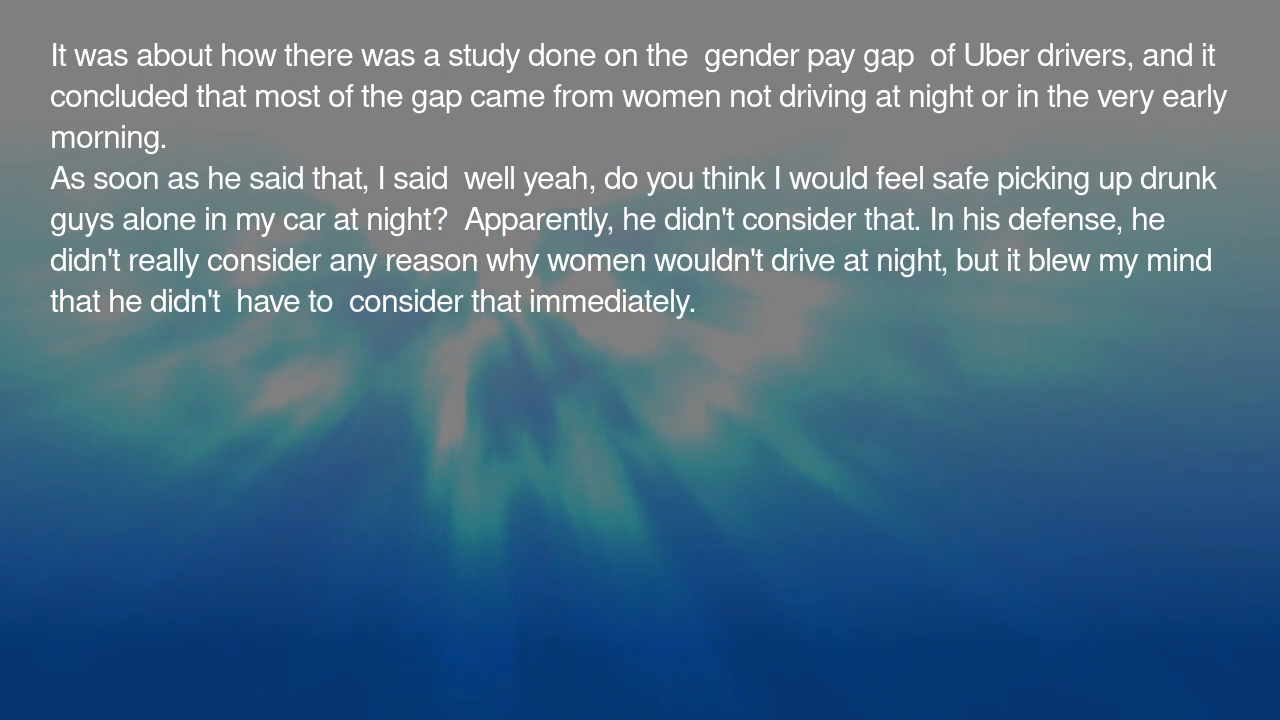 It was about how there was a study done on the  gender pay gap  of Uber drivers, and it
concluded that most of the gap came from women not driving at night or in the very early
morning.
As soon as he said that, I said  well yeah, do you think I would feel safe picking up drunk
guys alone in my car at night?  Apparently, he didn't consider that. In his defense, he
didn't really consider any reason why women wouldn't drive at night, but it blew my mind
that he didn't  have to  consider that immediately.